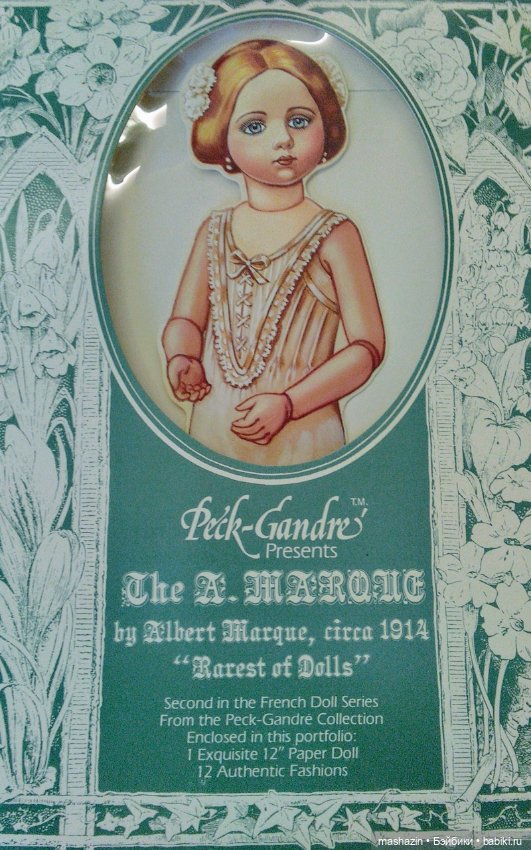 Peck-Gandré T.M.
Presents
The A. MARQUE
by Albert Marque, circa 1914
"Rarest of Dolls"
Second in the French Doll Series
From the Peck-Gandré Collection
Enclosed in this portfolio:
1 Exquisite 12" Paper Doll
12 Authentic Fashions
mashazin • Бэйбики • babiki.ru